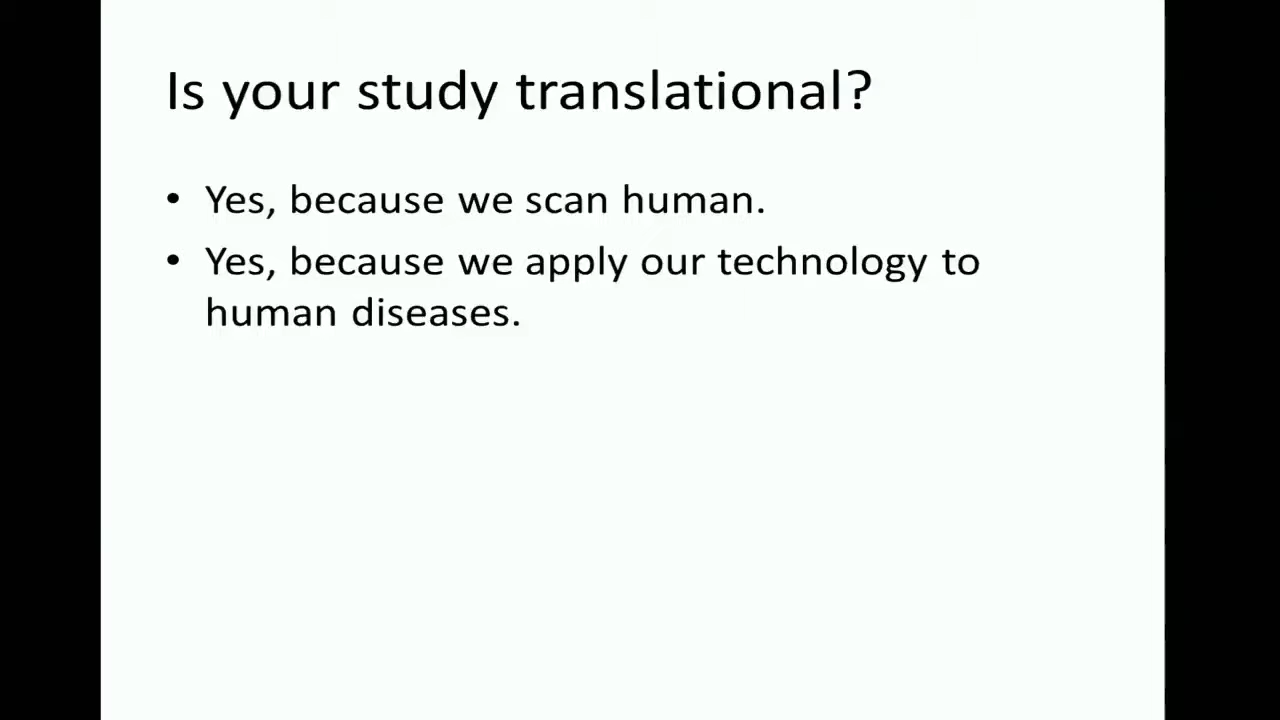 Is your study translational?
• Yes, because we scan human.
• Yes, because we apply our technology to
human diseases.